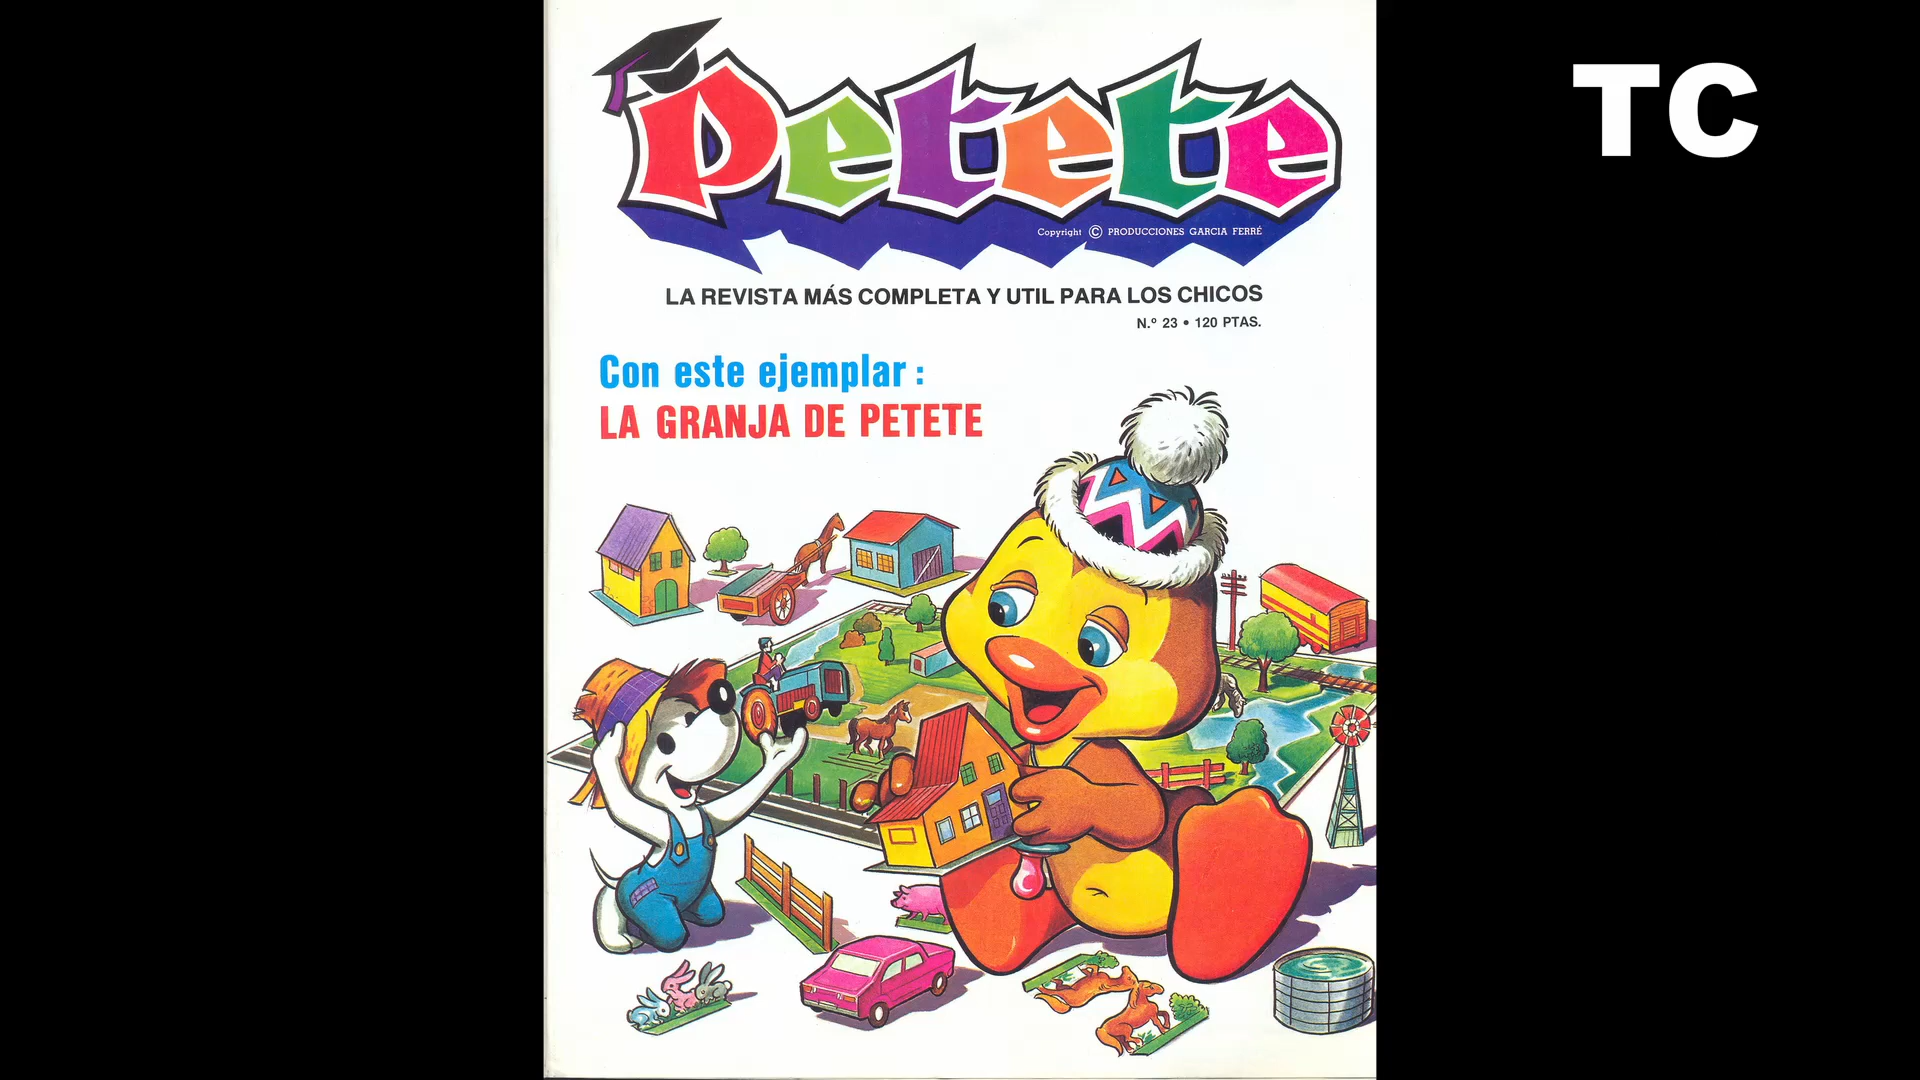 Petete
Copyright © PRODUCCIONES GARCIA FERRÉ
LA REVISTA MÁS COMPLETA Y UTIL PARA LOS CHICOS
N.º 23 • 120 PTAS.
Con este ejemplar :
LA GRANJA DE PETETE
TC